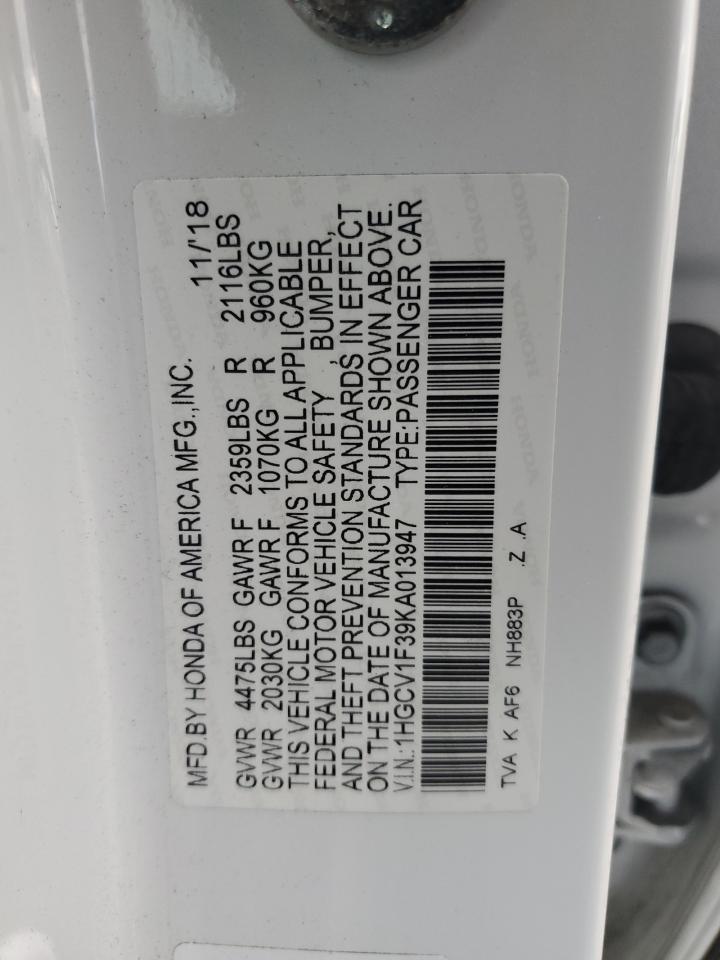 MFD.BY HONDA OF AMERICA MFG.,INC. 11/'18
GVWR 4475LBS GAWR F 2359LBS R 2116LBS
GVWR 2030KG GAWR F 1070KG R 960KG
THIS VEHICLE CONFORMS TO ALL APPLICABLE
FEDERAL MOTOR VEHICLE SAFETY , BUMPER,
AND THEFT PREVENTION STANDARDS IN EFFECT
ON THE DATE OF MANUFACTURE SHOWN ABOVE.
V.I.N.: 1HGCV1F39KA013947 TYPE:PASSENGER CAR
TVA K AF6 NH883P .Z .A